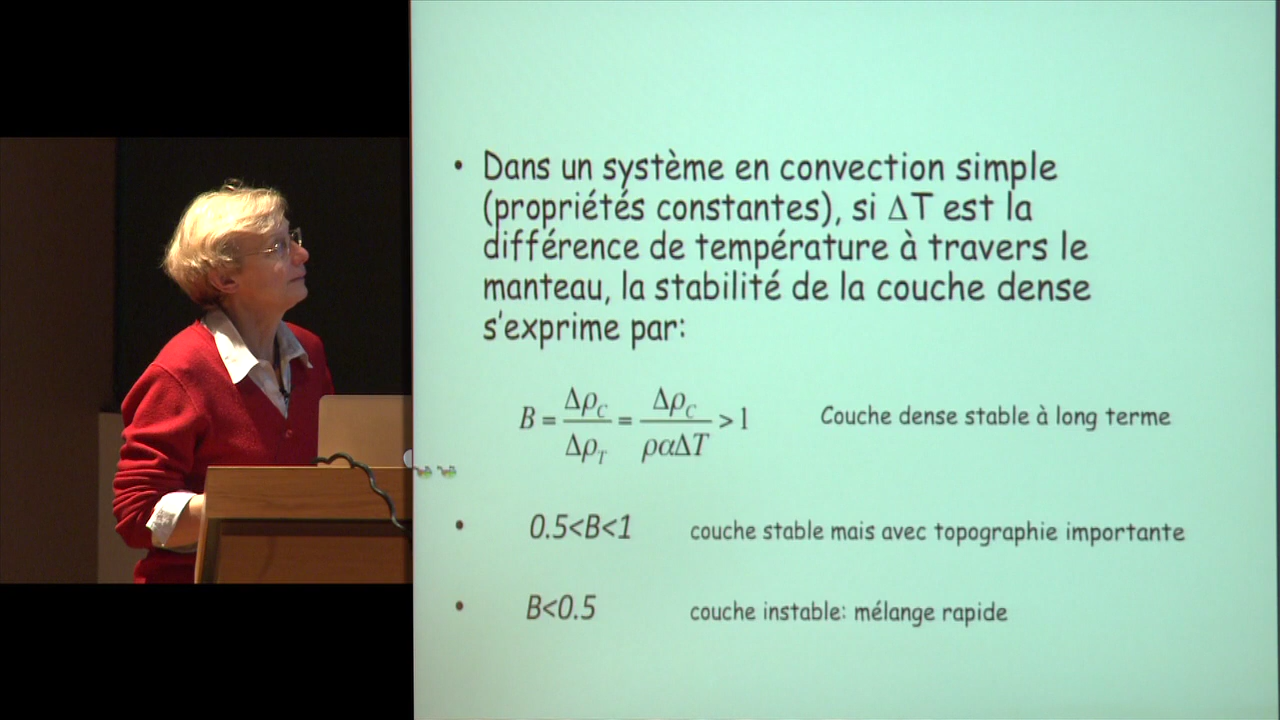 • Dans un système en convection simple
(propriétés constantes), si ΔT est la
différence de température à travers le
manteau, la stabilité de la couche dense
s'exprime par:
B = Δρ_C / Δρ_T = Δρ_C / ραΔT > 1 Couche dense stable à long terme
• 0.5<B<1 couche stable mais avec topographie importante
• B<0.5 couche instable: mélange rapide